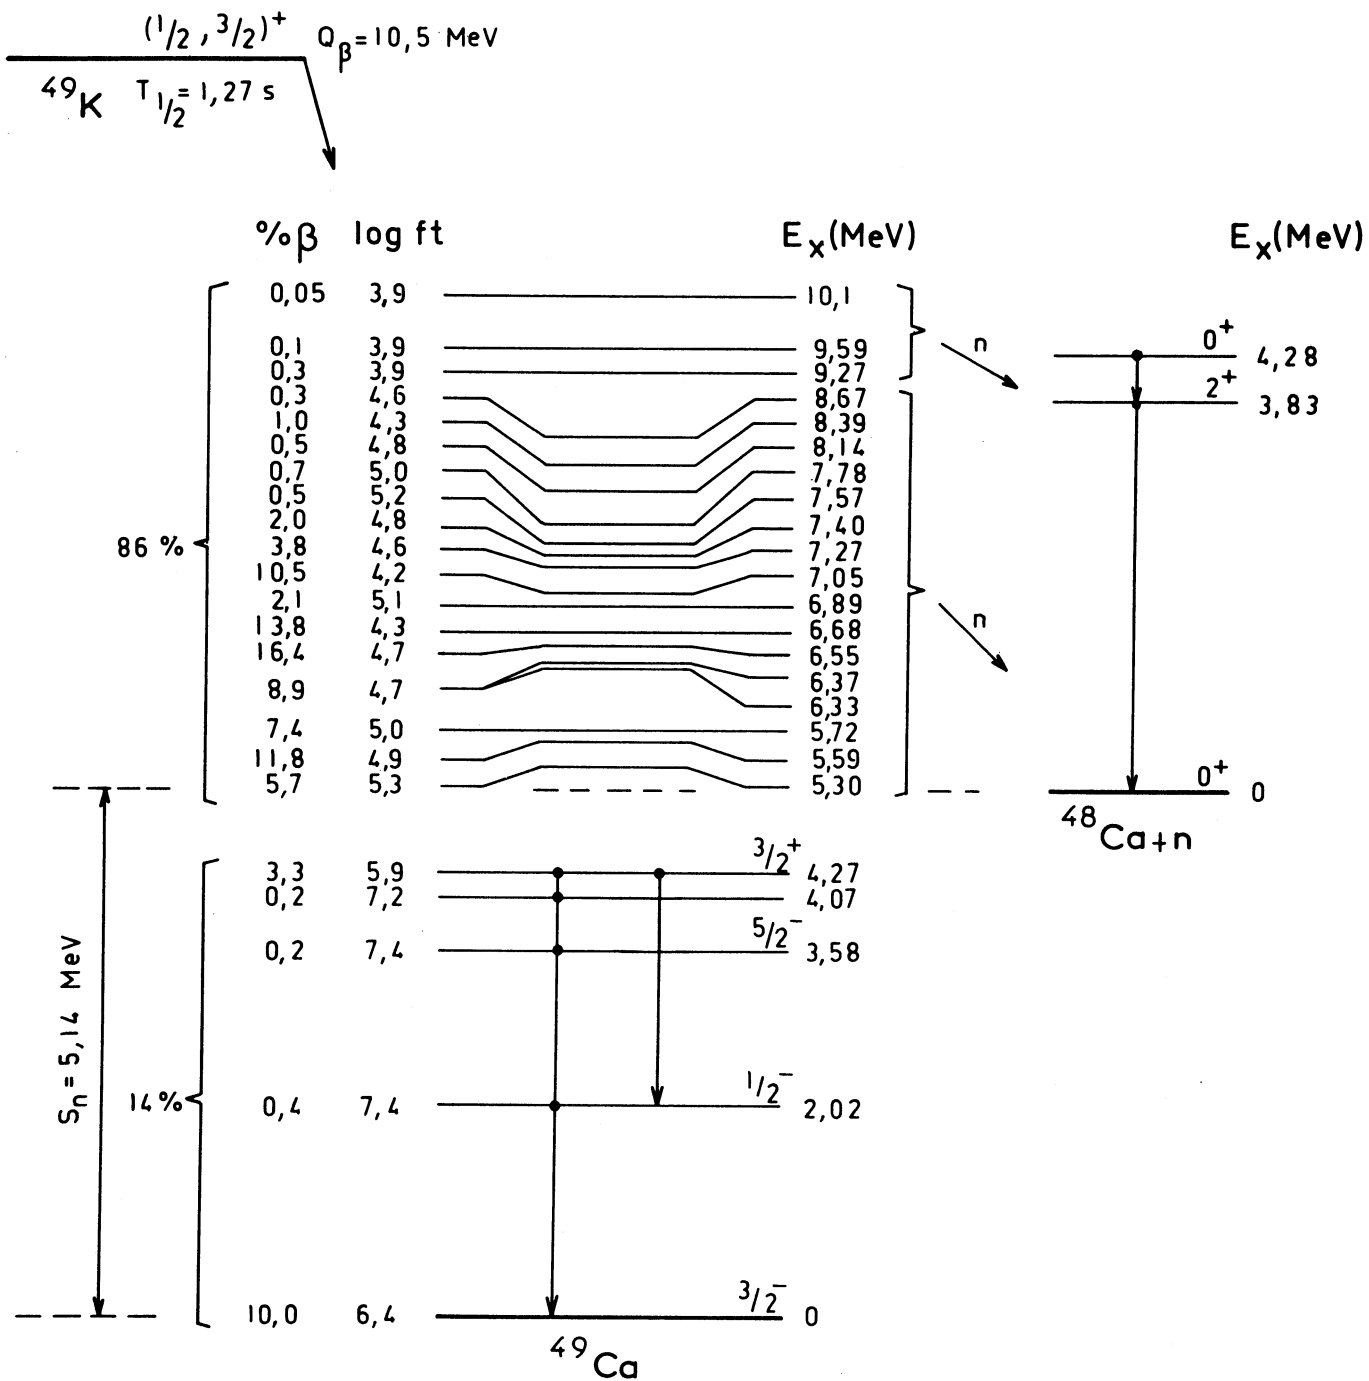 (1/2 , 3/2)+ Qβ=10,5 MeV
49K T1/2=1,27 s
%β log ft Ex(MeV) Ex(MeV)
0,05 3,9 10,1
0,1 3,9 9,59
0,3 3,9 9,27
0,3 4,6 8,67
1,0 4,3 8,39
0,5 4,8 8,14
0,7 5,0 7,78
0,5 5,2 7,57
2,0 4,8 7,40
3,8 4,6 7,27
10,5 4,2 7,05
2,1 5,1 6,89
13,8 4,3 6,68
16,4 4,7 6,55
6,37
8,9 4,7
6,33
7,4 5,0 5,72
11,8 4,9 5,59
5,7 5,3 5,30
86 %
n
n
0+ 4,28
2+ 3,83
0+ 0
48Ca+n
3,3 5,9 3/2+ 4,27
0,2 7,2 4,07
0,2 7,4 5/2- 3,58
0,4 7,4 1/2- 2,02
10,0 6,4 3/2- 0
14%
Sn = 5,14 MeV
49Ca